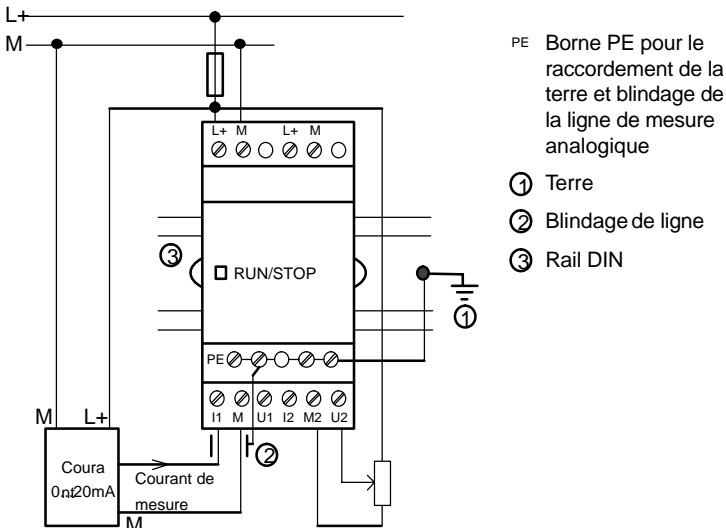 L+
M
PE Borne PE pour le
raccordement de la
terre et blindage de
la ligne de mesure
analogique
1 Terre
2 Blindage de ligne
3 Rail DIN
L+ M L+ M
3
RUN/STOP
1
PE
I1 M U1 I2 M2 U2
2
M L+
Coura
0nt20mA
Courant de
mesure
M